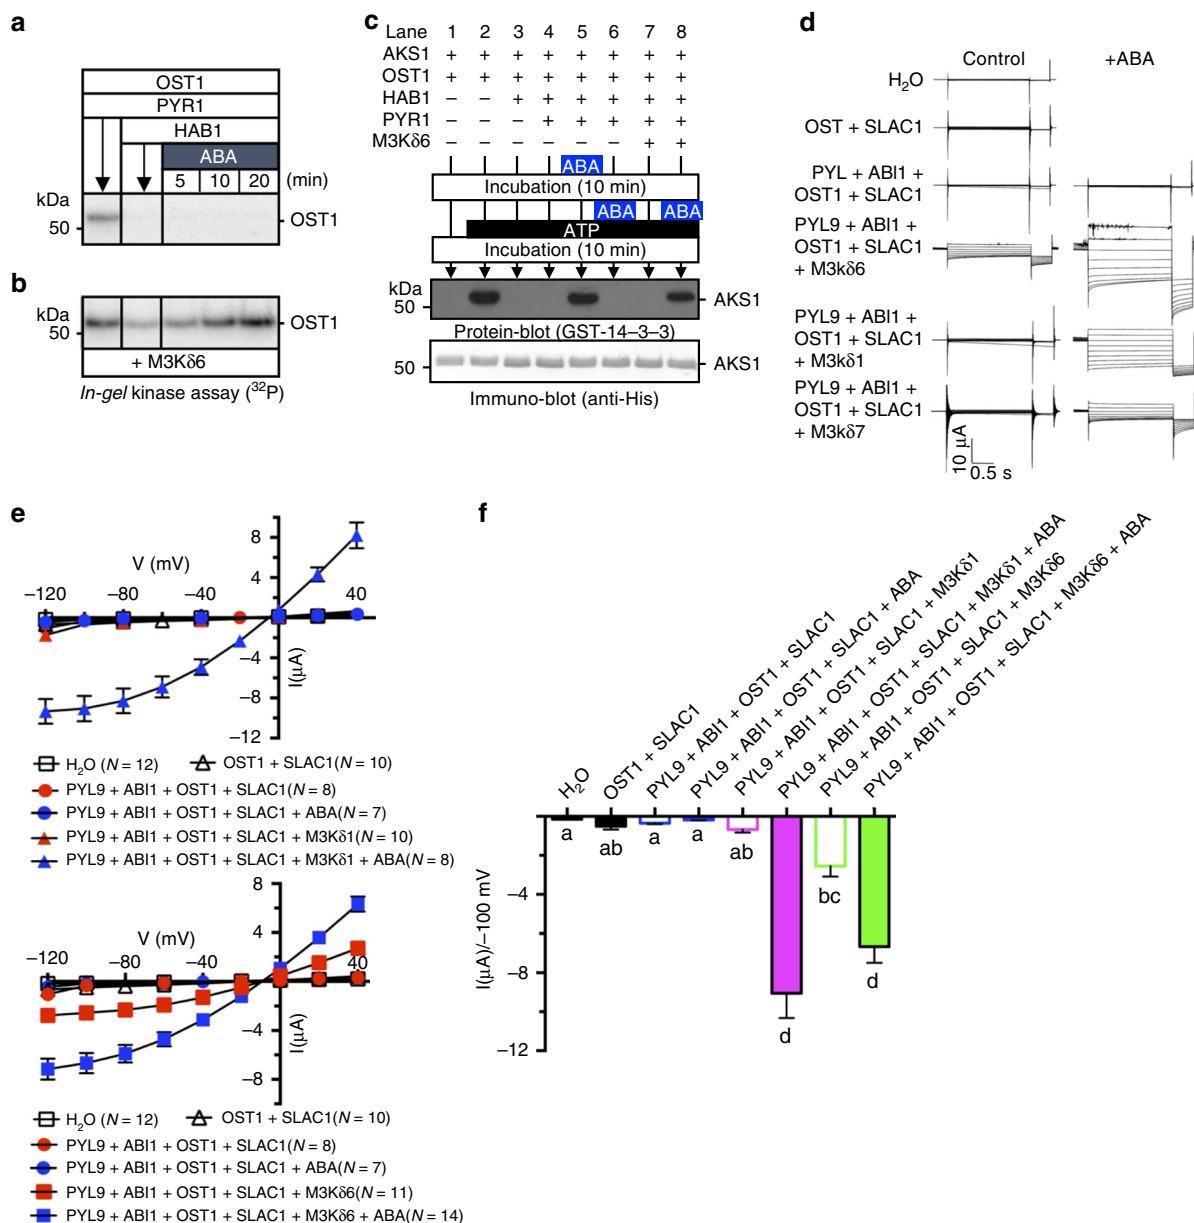 a
OST1
PYR1
HAB1
ABA
5 10 20 (min)
kDa
50
OST1
b
kDa
50
OST1
+ M3Kδ6
In-gel kinase assay (³²P)
c
Lane 1 2 3 4 5 6 7 8
AKS1 + + + + + + + +
OST1 + + + + + + + +
HAB1 – – + + + + + +
PYR1 – – – + + + + +
M3Kδ6 + +
ABA
Incubation (10 min)
ABA ABA
ATP
Incubation (10 min)
kDa
50
AKS1
Protein-blot (GST-14–3–3)
50
AKS1
Immuno-blot (anti-His)
d
Control +ABA
H₂O
OST + SLAC1
PYL + ABI1 +
OST1 + SLAC1
PYL9 + ABI1 +
OST1 + SLAC1
+ M3kδ6
PYL9 + ABI1 +
OST1 + SLAC1
+ M3kδ1
PYL9 + ABI1 +
OST1 + SLAC1
+ M3kδ7
10 μA
0.5 s
e
V (mV)
–120 –80 –40 40
8
4
–4
–8
–12
I(μA)
H₂O (N = 12) OST1 + SLAC1(N = 10)
PYL9 + ABI1 + OST1 + SLAC1(N = 8)
PYL9 + ABI1 + OST1 + SLAC1 + ABA(N = 7)
PYL9 + ABI1 + OST1 + SLAC1 + M3Kδ1(N = 10)
PYL9 + ABI1 + OST1 + SLAC1 + M3Kδ1 + ABA(N = 8)
V (mV)
–120 –80 –40 40
8
4
–4
–8
I(μA)
H₂O (N = 12) OST1 + SLAC1(N = 10)
PYL9 + ABI1 + OST1 + SLAC1(N = 8)
PYL9 + ABI1 + OST1 + SLAC1 + ABA(N = 7)
PYL9 + ABI1 + OST1 + SLAC1 + M3Kδ6(N = 11)
PYL9 + ABI1 + OST1 + SLAC1 + M3Kδ6 + ABA(N = 14)
f
H₂O
OST1 + SLAC1
PYL9 + ABI1 + OST1 + SLAC1
PYL9 + ABI1 + OST1 + SLAC1 + ABA
PYL9 + ABI1 + OST1 + SLAC1 + M3Kδ1
PYL9 + ABI1 + OST1 + SLAC1 + M3Kδ1 + ABA
PYL9 + ABI1 + OST1 + SLAC1 + M3Kδ6
PYL9 + ABI1 + OST1 + SLAC1 + M3Kδ6 + ABA
I(μA)/–100 mV
–4
–8
–12
a ab a a ab d bc d